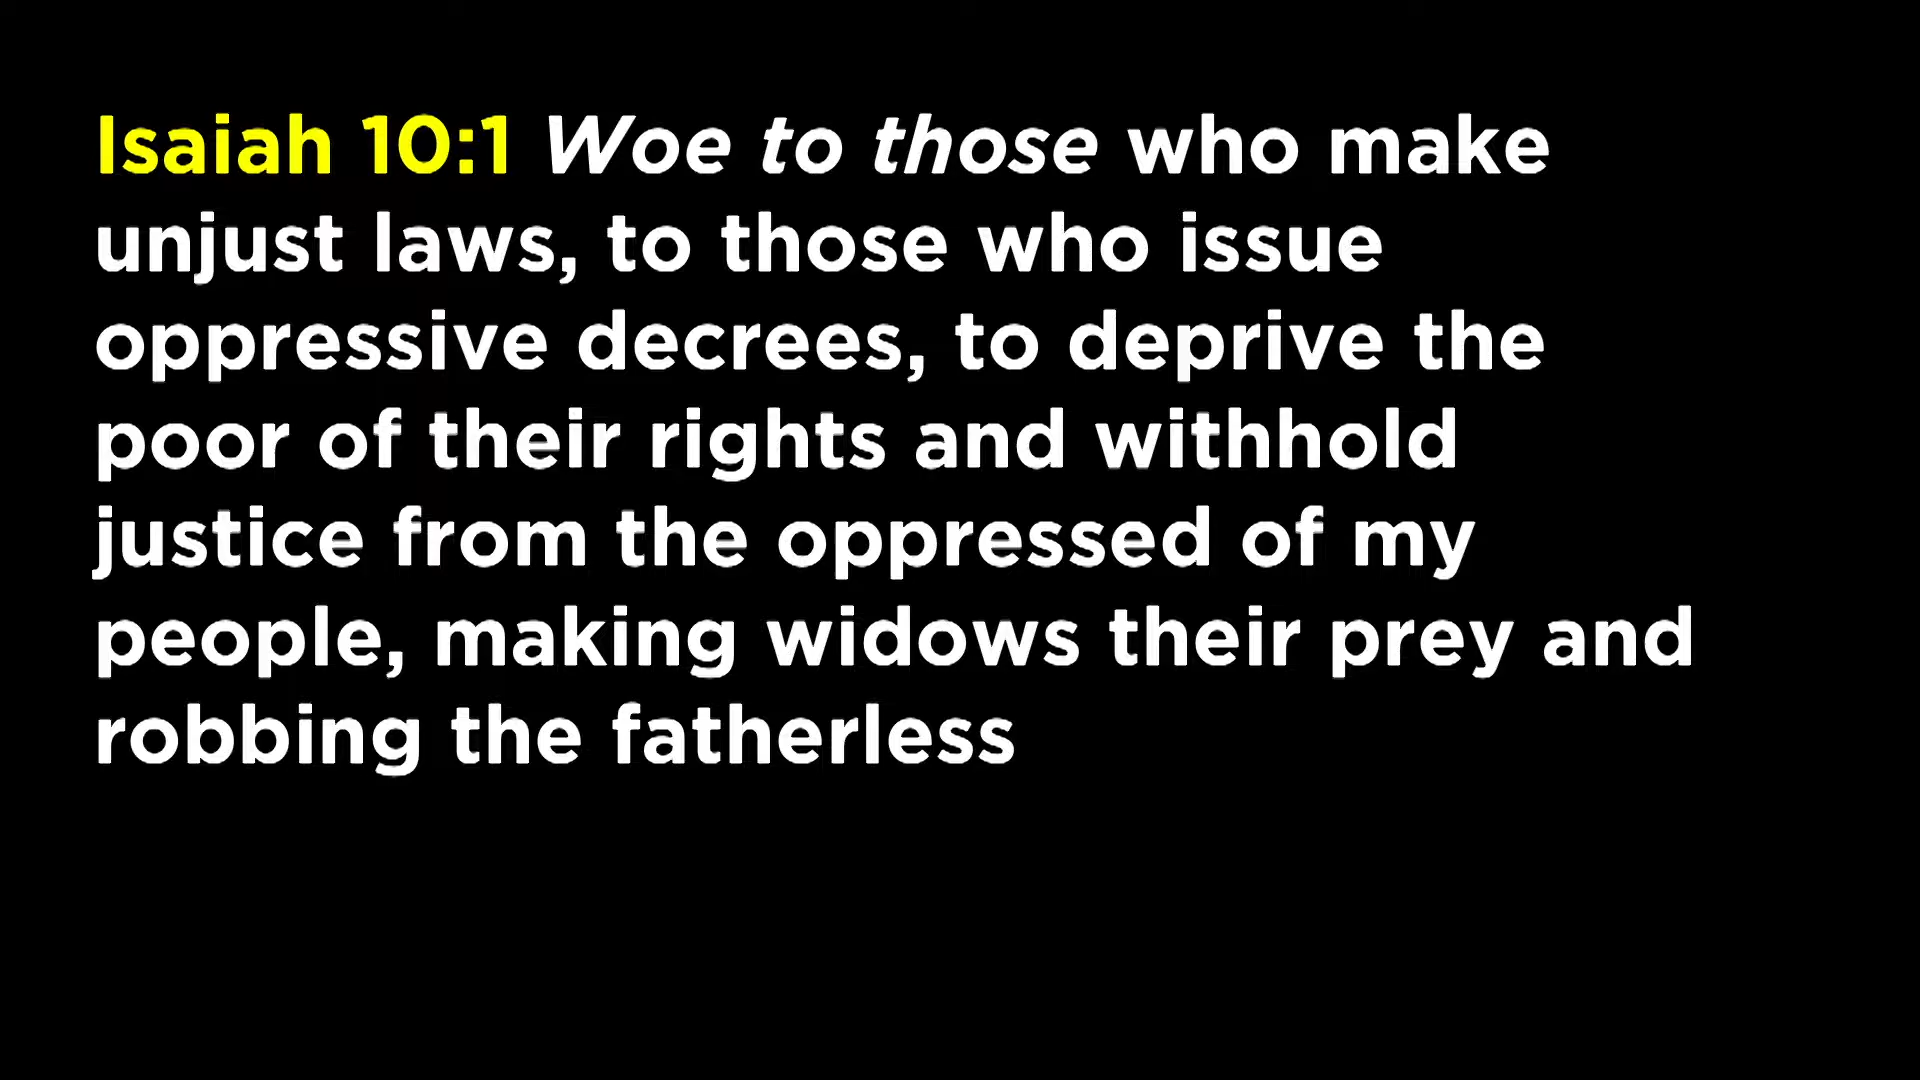 Isaiah 10:1 Woe to those who make
unjust laws, to those who issue
oppressive decrees, to deprive the
poor of their rights and withhold
justice from the oppressed of my
people, making widows their prey and
robbing the fatherless